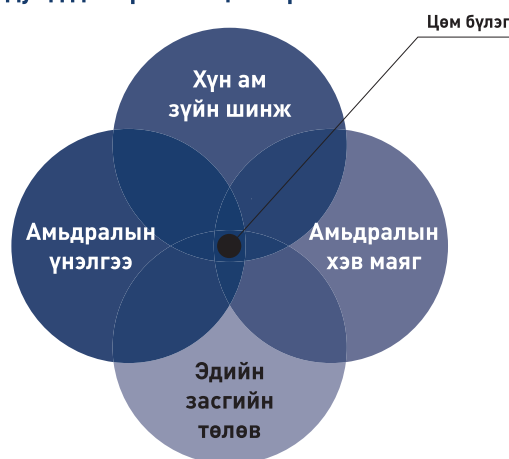 Цөм бүлэг
Хүн ам
зүйн шинж
Амьдралын
үнэлгээ
Амьдралын
хэв маяг
Эдийн
засгийн
төлөв